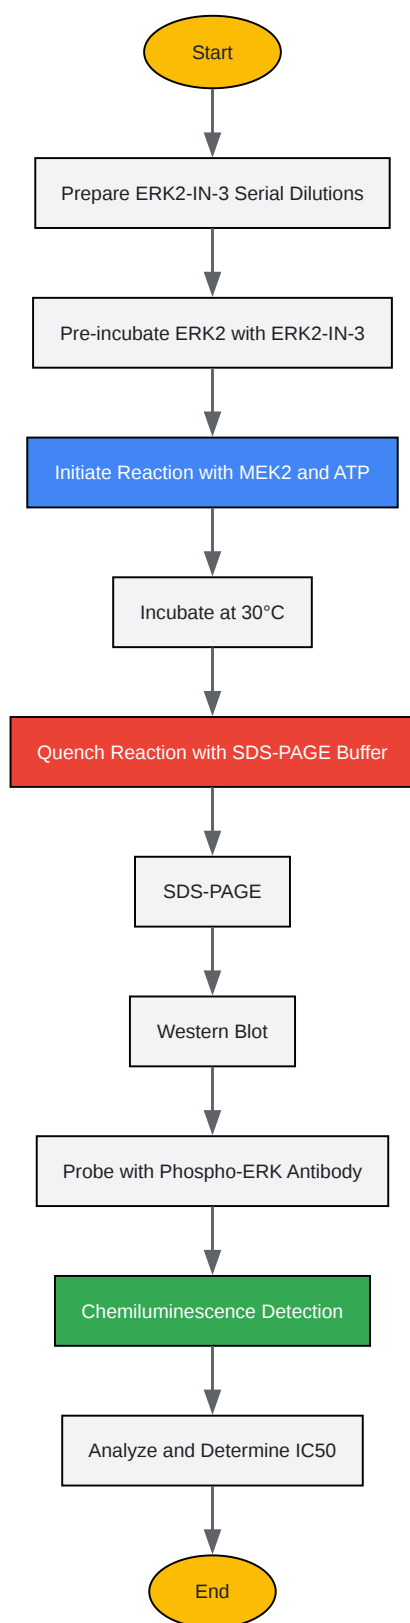 Start
Prepare ERK2-IN-3 Serial Dilutions
Pre-incubate ERK2 with ERK2-IN-3
Initiate Reaction with MEK2 and ATP
Incubate at 30°C
Quench Reaction with SDS-PAGE Buffer
SDS-PAGE
Western Blot
Probe with Phospho-ERK Antibody
Chemiluminescence Detection
Analyze and Determine IC50
End